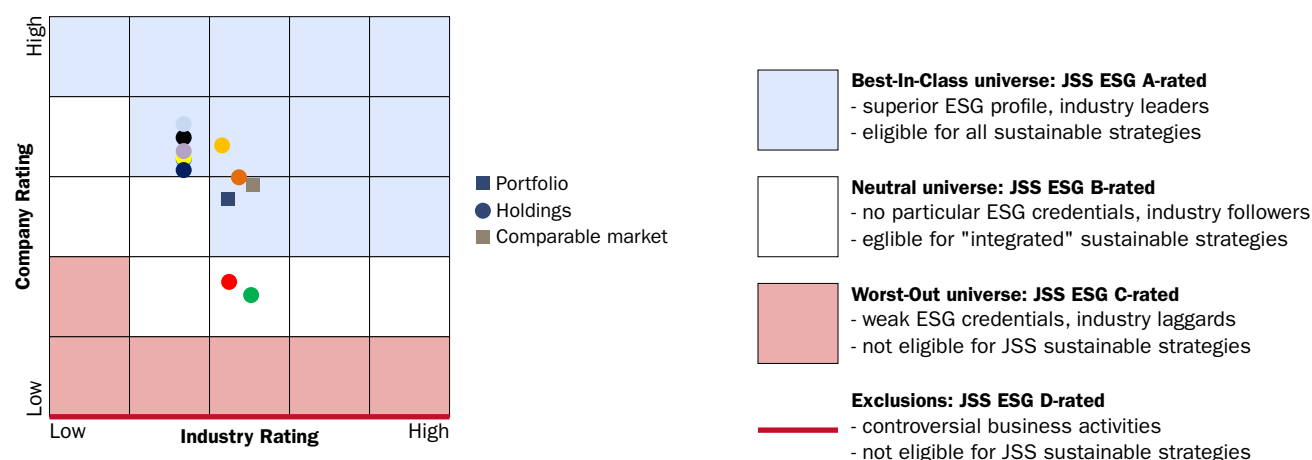 High
Company Rating
Low
Low
Industry Rating
High
Portfolio
Holdings
Comparable market
Best-In-Class universe: JSS ESG A-rated
- superior ESG profile, industry leaders
- eligible for all sustainable strategies
Neutral universe: JSS ESG B-rated
- no particular ESG credentials, industry followers
- eglible for "integrated" sustainable strategies
Worst-Out universe: JSS ESG C-rated
- weak ESG credentials, industry laggards
- not eligible for JSS sustainable strategies
Exclusions: JSS ESG D-rated
- controversial business activities
- not eligible for JSS sustainable strategies